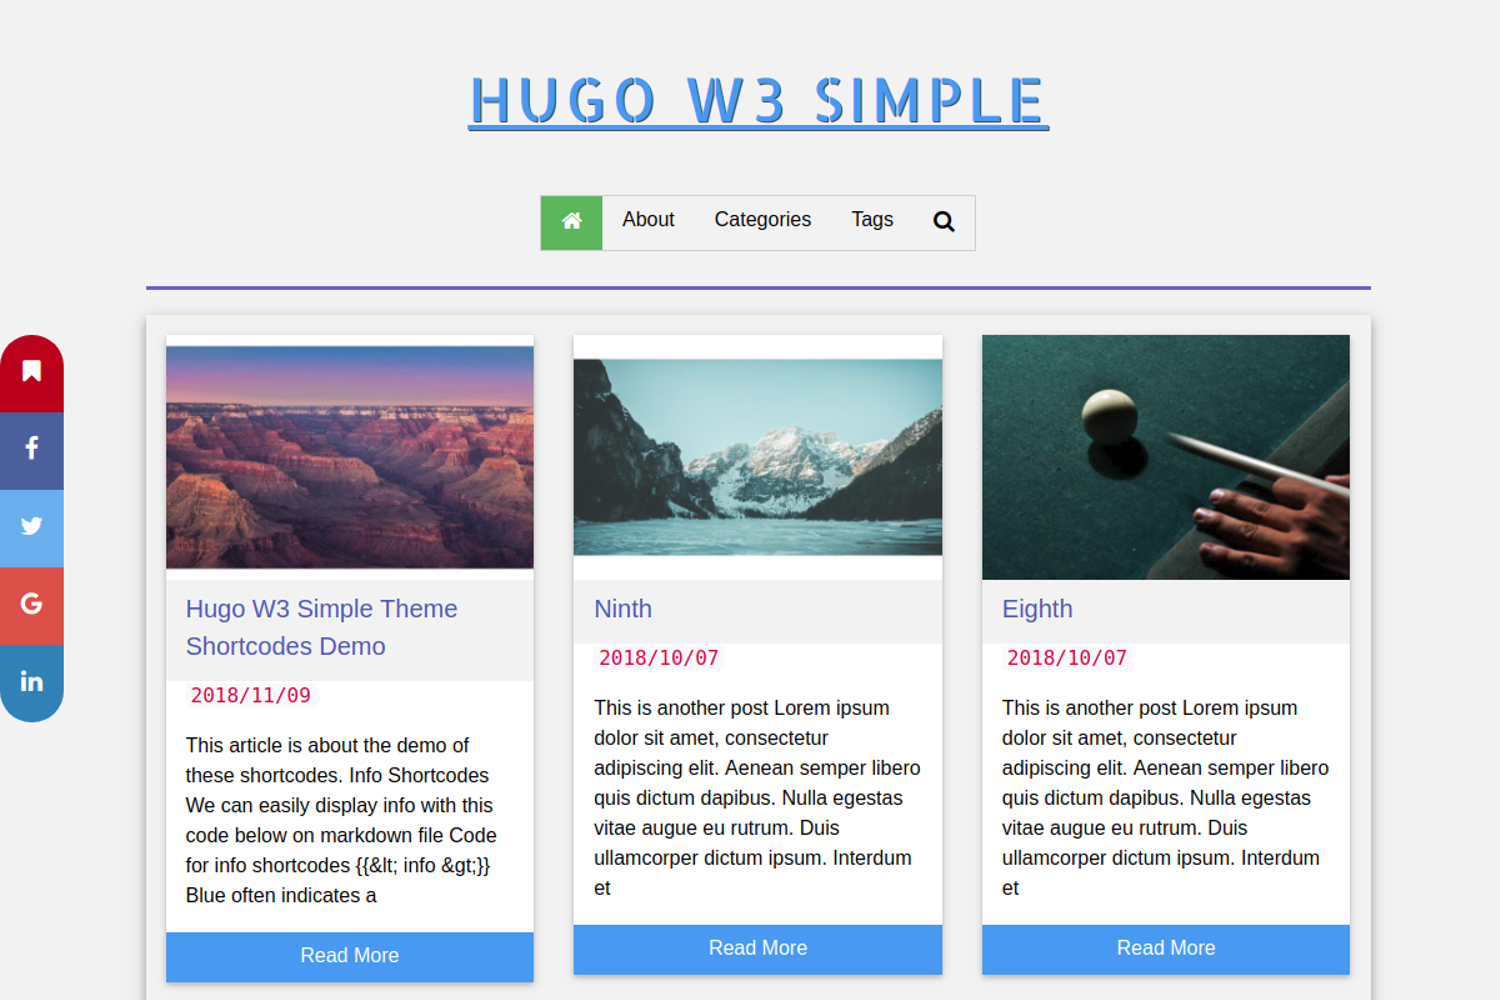 HUGO W3 SIMPLE
About Categories Tags
Hugo W3 Simple Theme
Shortcodes Demo
2018/11/09
This article is about the demo of
these shortcodes. Info Shortcodes
We can easily display info with this
code below on markdown file Code
for info shortcodes {{&lt; info &gt;}}
Blue often indicates a
Read More
Ninth
2018/10/07
This is another post Lorem ipsum
dolor sit amet, consectetur
adipiscing elit. Aenean semper libero
quis dictum dapibus. Nulla egestas
vitae augue eu rutrum. Duis
ullamcorper dictum ipsum. Interdum
et
Read More
Eighth
2018/10/07
This is another post Lorem ipsum
dolor sit amet, consectetur
adipiscing elit. Aenean semper libero
quis dictum dapibus. Nulla egestas
vitae augue eu rutrum. Duis
ullamcorper dictum ipsum. Interdum
et
Read More